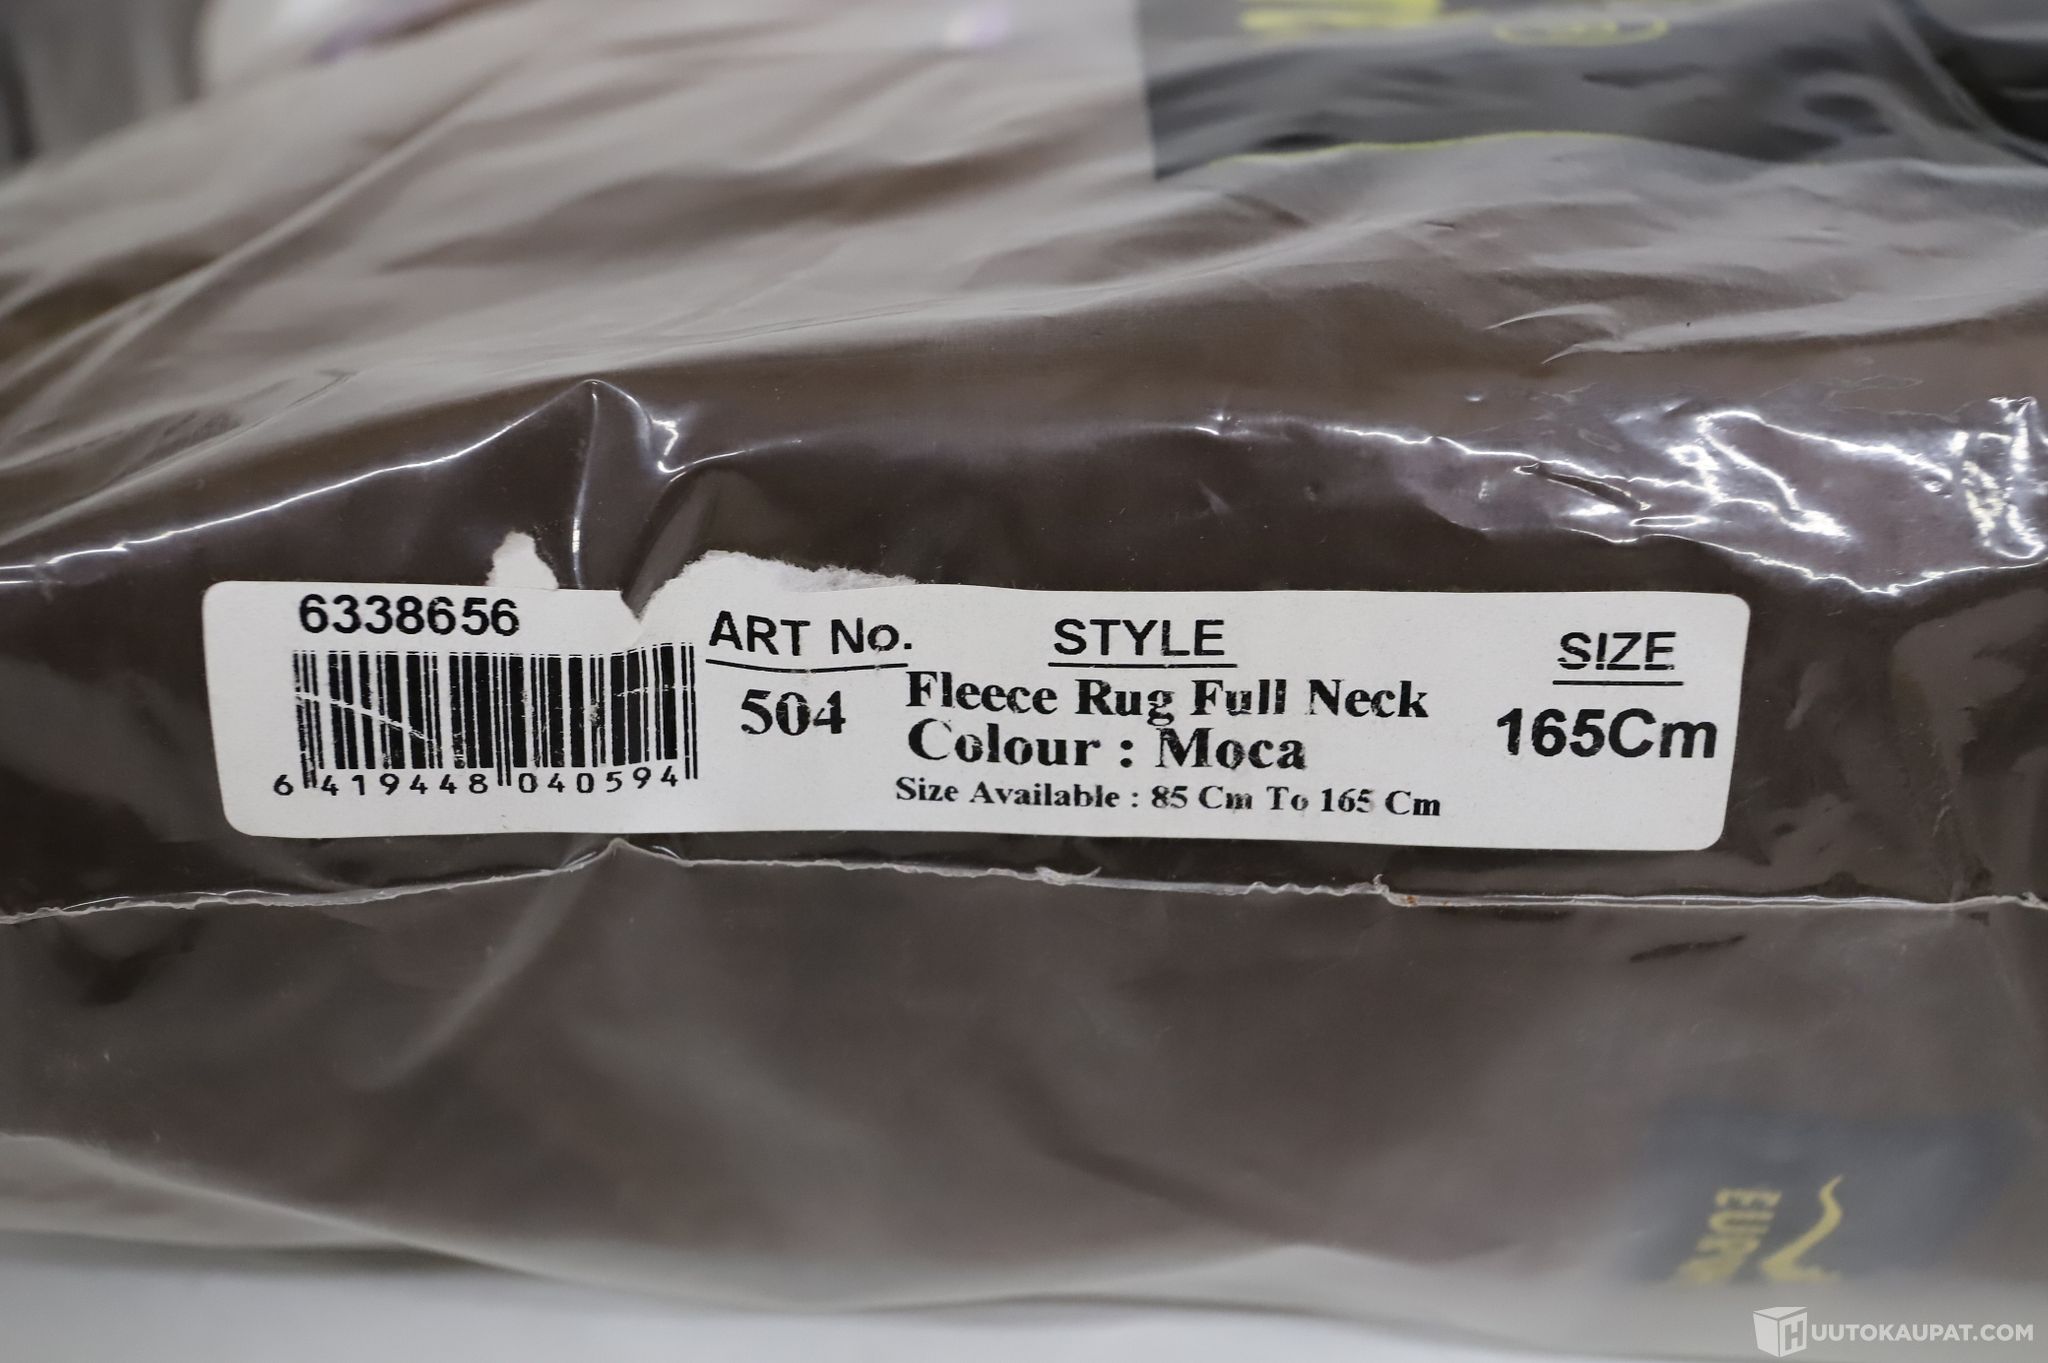 6338656
6 419448 040594
ART No.
504
STYLE
Fleece Rug Full Neck
Colour : Moca
Size Available : 85 Cm To 165 Cm
SIZE
165Cm
HUUTOKAUPAT.COM